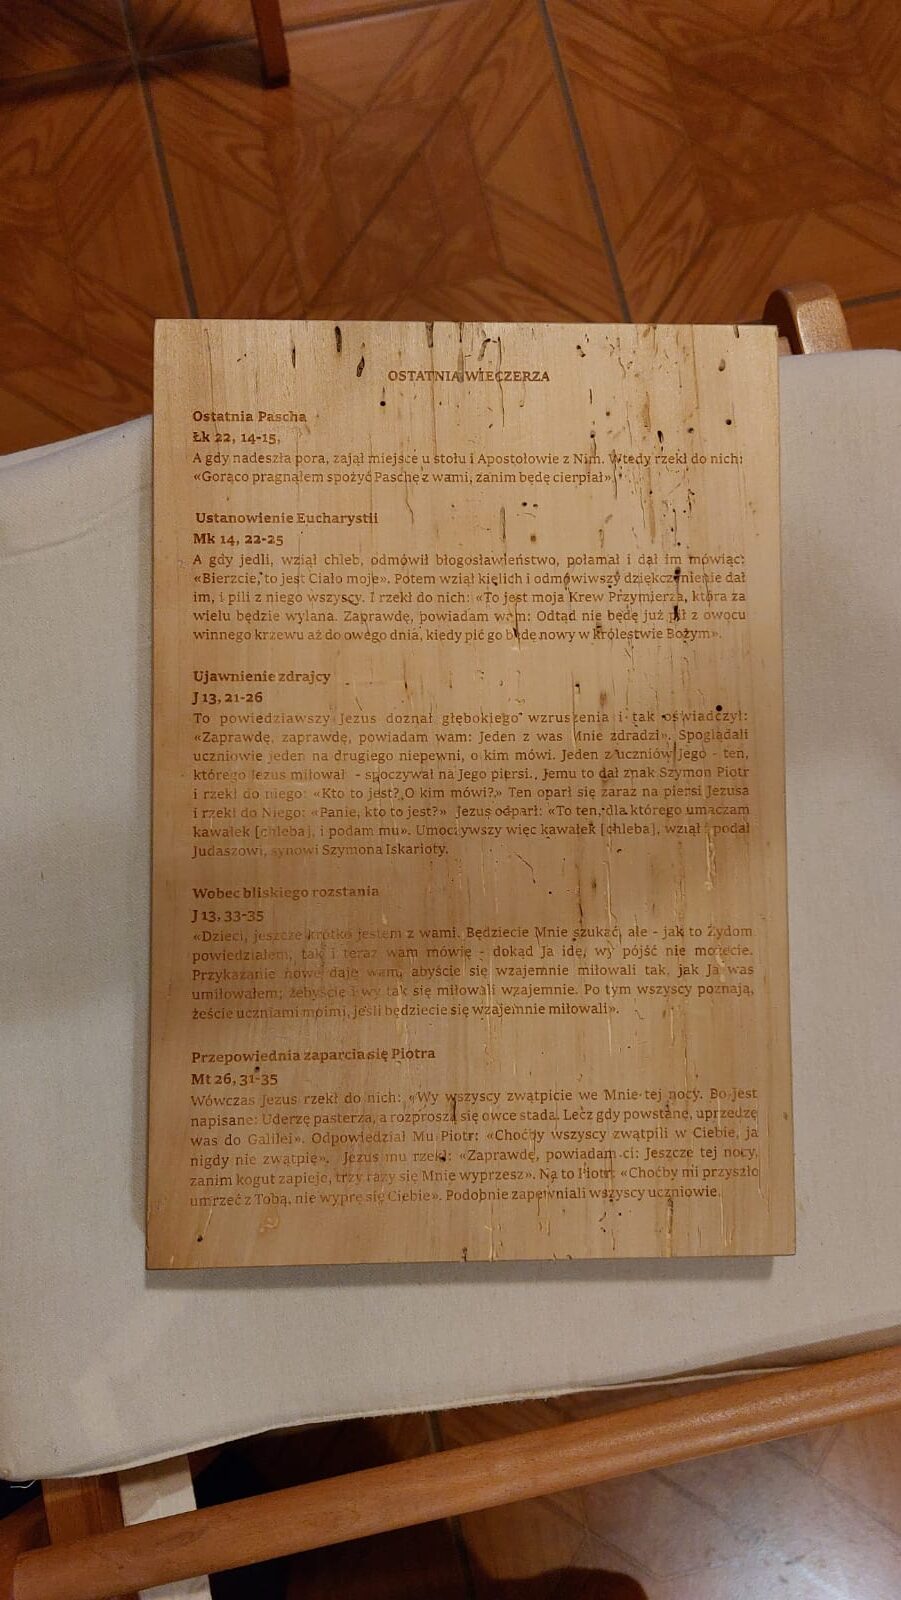 OSTATNIA WIECZERZA
Ostatnia Pascha
Łk 22, 14-15,
A gdy nadeszła pora, zajął miejsce u stołu i Apostołowie z Nim. Wtedy rzekł do nich:
«Gorąco pragnąłem spożyć Paschę z wami, zanim będę cierpiał».
Ustanowienie Eucharystii
Mk 14, 22-25
A gdy jedli, wziął chleb, odmówił błogosławieństwo, połamał i dał im mówiąc:
«Bierzcie, to jest Ciało moje». Potem wziął kielich i odmówiwszy dziękczynienie dał
im, i pili z niego wszyscy. I rzekł do nich: «To jest moja Krew Przymierza, która za
wielu będzie wylana. Zaprawdę, powiadam wam: Odtąd nie będę już pił z owocu
winnego krzewu aż do owego dnia, kiedy pić go będę nowy w królestwie Bożym».
Ujawnienie zdrajcy
J 13, 21-26
To powiedziawszy Jezus doznał głębokiego wzruszenia i tak oświadczył:
«Zaprawdę, zaprawdę, powiadam wam: Jeden z was Mnie zdradzi». Spoglądali
uczniowie jeden na drugiego niepewni, o kim mówi. Jeden z uczniów Jego - ten,
którego Jezus miłował - spoczywał na Jego piersi. Jemu to dał znak Szymon Piotr
i rzekł do niego: «Kto to jest? O kim mówi?» Ten oparł się zaraz na piersi Jezusa
i rzekł do Niego: «Panie, kto to jest?» Jezus odparł: «To ten, dla którego umaczam
kawałek [chleba], i podam mu». Umoczywszy więc kawałek [chleba], wziął i podał
Judaszowi, synowi Szymona Iskarioty.
Wobec bliskiego rozstania
J 13, 33-35
«Dzieci, jeszcze krótko jestem z wami. Będziecie Mnie szukać, ale - jak to Żydom
powiedziałem, tak i teraz wam mówię - dokąd Ja idę, wy pójść nie możecie.
Przykazanie nowe daję wam, abyście się wzajemnie miłowali tak, jak Ja was
umiłowałem; żebyście i wy tak się miłowali wzajemnie. Po tym wszyscy poznają,
żeście uczniami moimi, jeśli będziecie się wzajemnie miłowali».
Przepowiednia zaparcia się Piotra
Mt 26, 31-35
Wówczas Jezus rzekł do nich: «Wy wszyscy zwątpicie we Mnie tej nocy. Bo jest
napisane: Uderzę pasterza, a rozproszą się owce stada. Lecz gdy powstanę, uprzedzę
was do Galilei». Odpowiedział Mu Piotr: «Choćby wszyscy zwątpili w Ciebie, ja
nigdy nie zwątpię». Jezus mu rzekł: «Zaprawdę, powiadam ci: Jeszcze tej nocy,
zanim kogut zapieje, trzy razy się Mnie wyprzesz». Na to Piotr: «Choćby mi przyszło
umrzeć z Tobą, nie wyprę się Ciebie». Podobnie zapewniali wszyscy uczniowie.